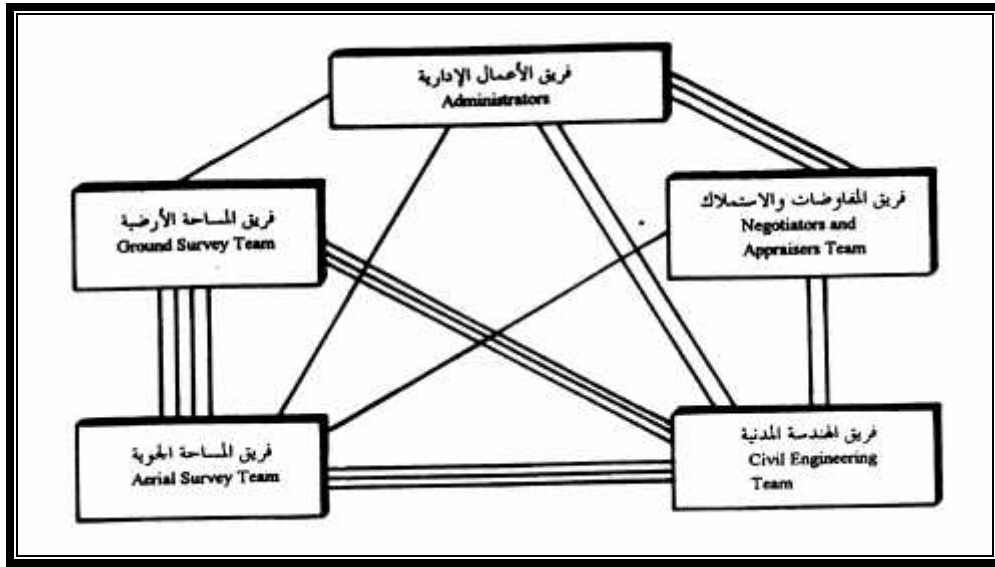 فريق الأعمال الإدارية
Administrators
فريق المساحة الأرضية
Ground Survey Team
فريق المفاوضات والاستملاك
Negotiators and
Appraisers Team
فريق المساحة الجوية
Aerial Survey Team
فريق الهندسة المدنية
Civil Engineering
Team